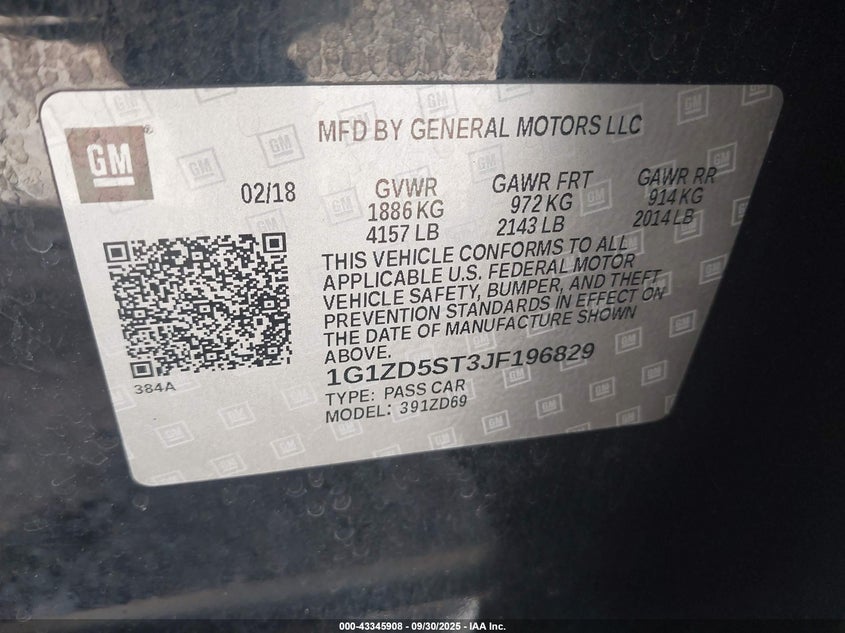 GM
®
MFD BY GENERAL MOTORS LLC
02/18
GVWR
1886 KG
4157 LB
GAWR FRT
972 KG
2143 LB
GAWR RR
914 KG
2014 LB
THIS VEHICLE CONFORMS TO ALL
APPLICABLE U.S. FEDERAL MOTOR
VEHICLE SAFETY, BUMPER, AND THEFT
PREVENTION STANDARDS IN EFFECT ON
THE DATE OF MANUFACTURE SHOWN
ABOVE.
1G1ZD5ST3JF196829
TYPE: PASS CAR
MODEL: 391ZD69
384A
000-43345908 - 09/30/2025 - IAA Inc.